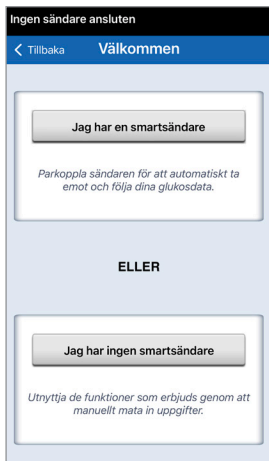 Ingen sändare ansluten
Tillbaka Välkommen
Jag har en smartsändare
Parkoppla sändaren för att automatiskt ta
emot och följa dina glukosdata.
ELLER
Jag har ingen smartsändare
Utnyttja de funktioner som erbjuds genom att
manuellt mata in uppgifter.